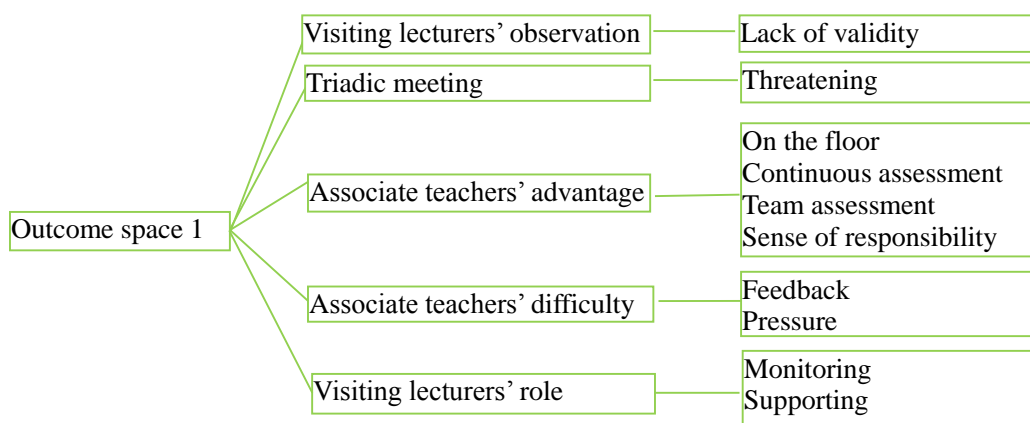 Visiting lecturers’ observation
Lack of validity
Triadic meeting
Threatening
Associate teachers’ advantage
On the floor
Continuous assessment
Team assessment
Sense of responsibility
Outcome space 1
Associate teachers’ difficulty
Feedback
Pressure
Visiting lecturers’ role
Monitoring
Supporting